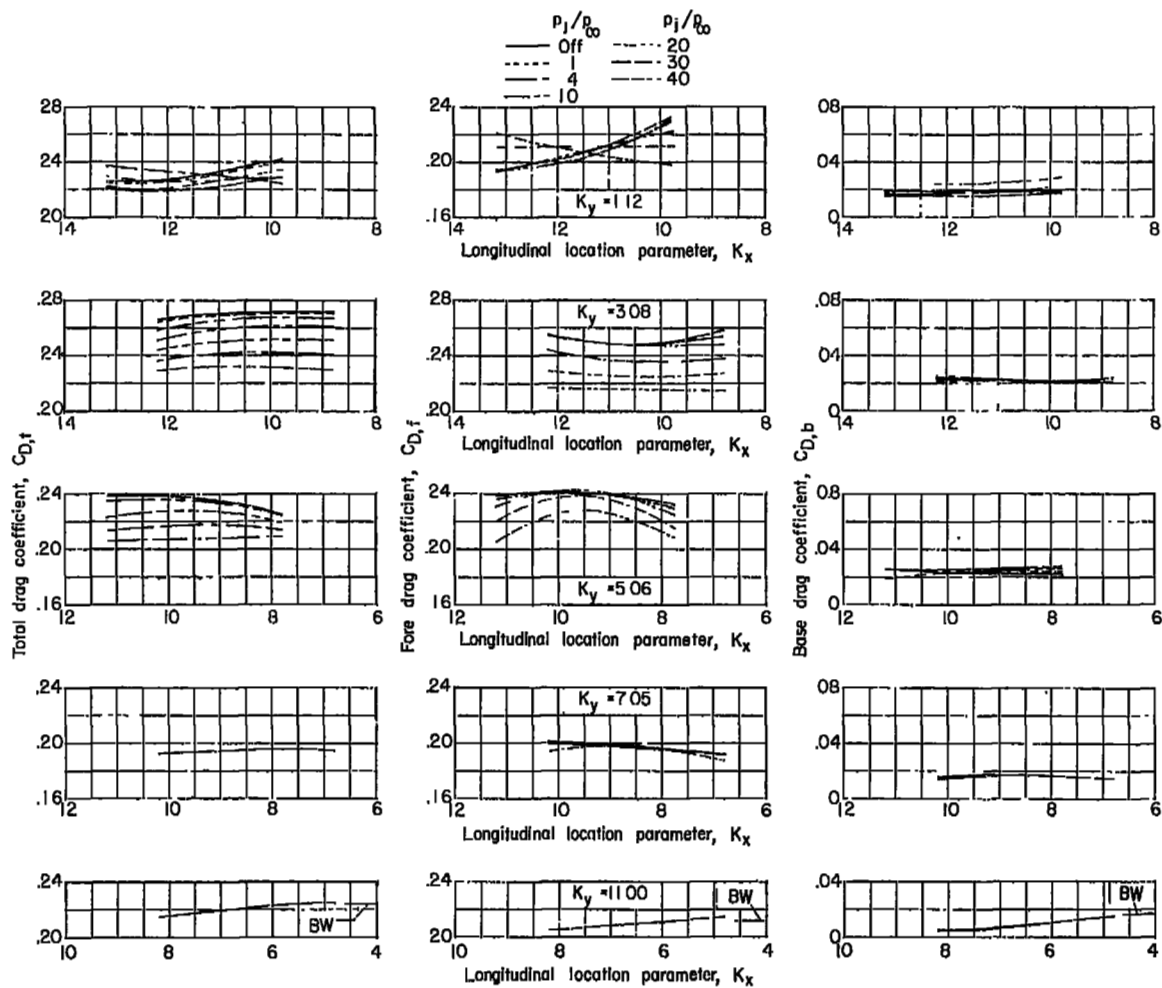 pj/p∞ pj/p∞
Off 20
1 30
4 40
10
28
24
20
14 12 10 8
.24
.20
.16
Ky = 1.12
14 12 10 8
Longitudinal location parameter, Kx
.08
04
0
14 12 10 8
Longitudinal location parameter, Kx
.28
.24
.20
14 12 10 8
.28
.24
.20
Ky = 3.08
14 12 10 8
Longitudinal location parameter, Kx
.08
.04
0
14 12 10 8
Total drag coefficient, CD,t
Fore drag coefficient, CD,f
Base drag coefficient, CD,b
.24
.20
.16
12 10 8 6
.24
.20
16
Ky = 5.06
12 10 8 6
Longitudinal location parameter, Kx
.08
.04
0
12 10 8 6
.24
.20
.16
12 10 8 6
.24
.20
.16
Ky = 7.05
12 10 8 6
Longitudinal location parameter, Kx
.08
.04
0
10 8 6
.24
.20
BW
10 8 6 4
.24
.20
Ky = 11.00
BW
10 8 6 4
Longitudinal location parameter, Kx
0.04
0
BW
10 8 6 4